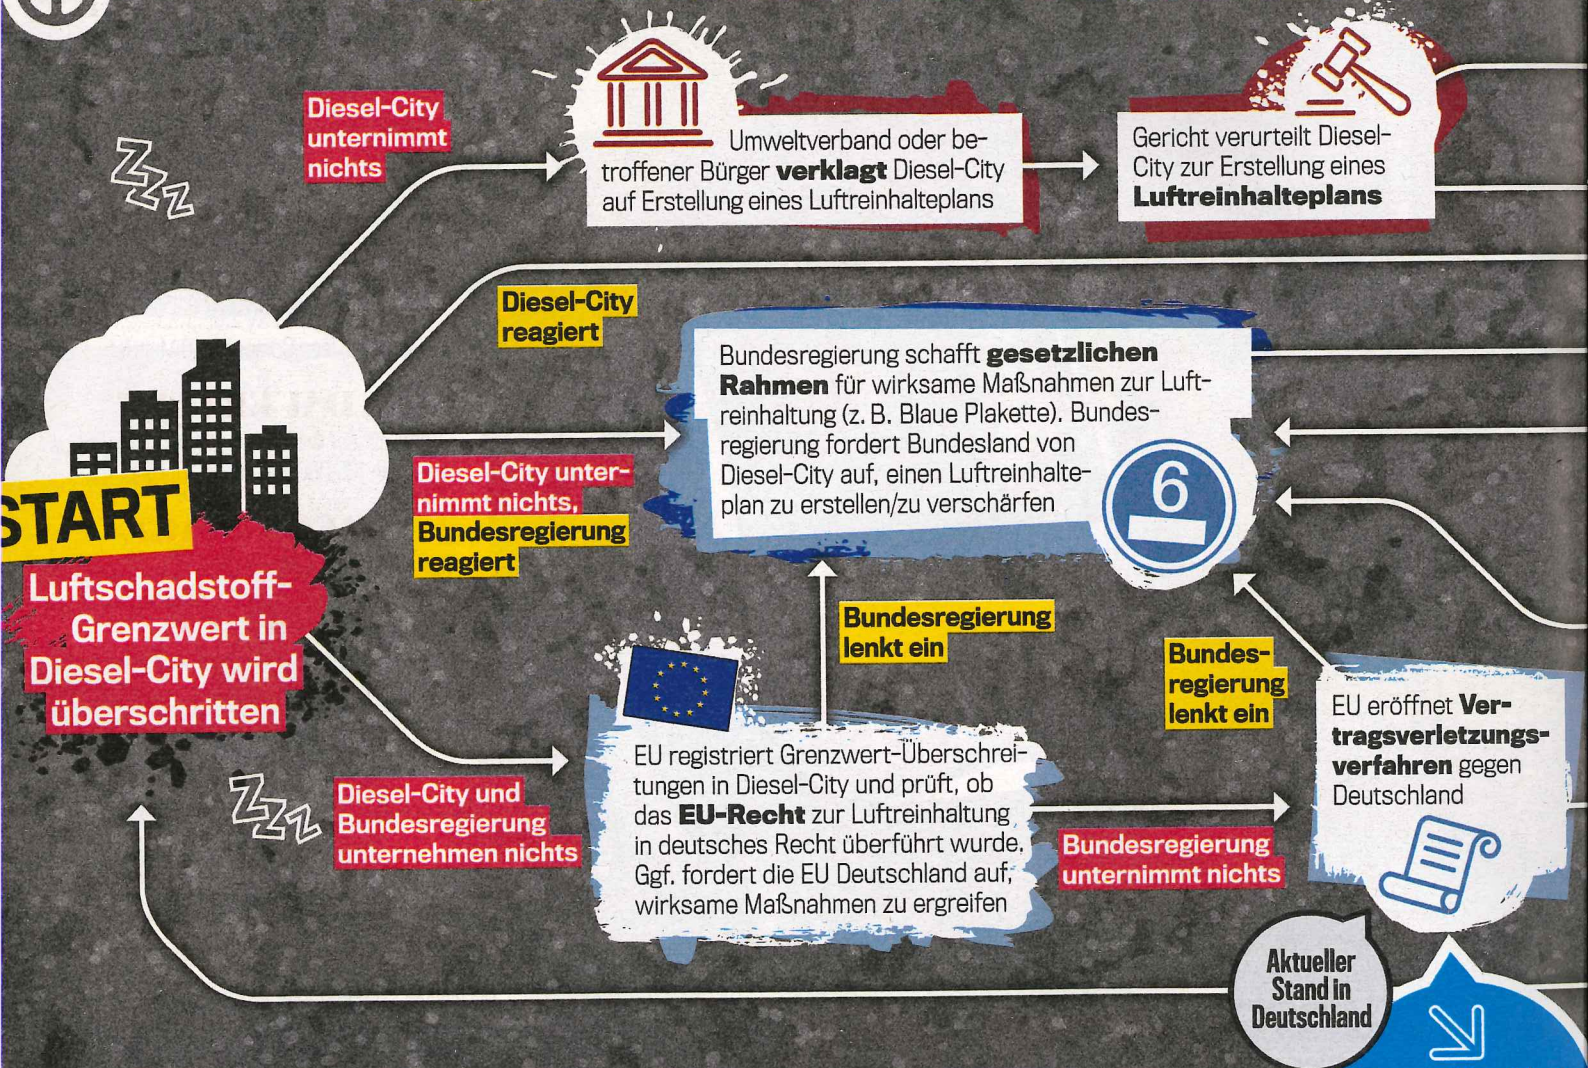 Diesel-City
unternimmt
nichts
ZZZ
Umweltverband oder be-
troffener Bürger verklagt Diesel-City
auf Erstellung eines Luftreinhalteplans
Gericht verurteilt Diesel-
City zur Erstellung eines
Luftreinhalteplans
Diesel-City
reagiert
Bundesregierung schafft gesetzlichen
Rahmen für wirksame Maßnahmen zur Luft-
reinhaltung (z. B. Blaue Plakette). Bundes-
regierung fordert Bundesland von
Diesel-City auf, einen Luftreinhalte-
plan zu erstellen/zu verschärfen
6
Diesel-City unter-
nimmt nichts,
Bundesregierung
reagiert
START
Luftschadstoff-
Grenzwert in
Diesel-City wird
überschritten
Bundesregierung
lenkt ein
Bundes-
regierung
lenkt ein
EU eröffnet Ver-
tragsverletzungs-
verfahren gegen
Deutschland
EU registriert Grenzwert-Überschrei-
tungen in Diesel-City und prüft, ob
das EU-Recht zur Luftreinhaltung
in deutsches Recht überführt wurde.
Ggf. fordert die EU Deutschland auf,
wirksame Maßnahmen zu ergreifen
ZZZ
Diesel-City und
Bundesregierung
unternehmen nichts
Bundesregierung
unternimmt nichts
Aktueller
Stand in
Deutschland